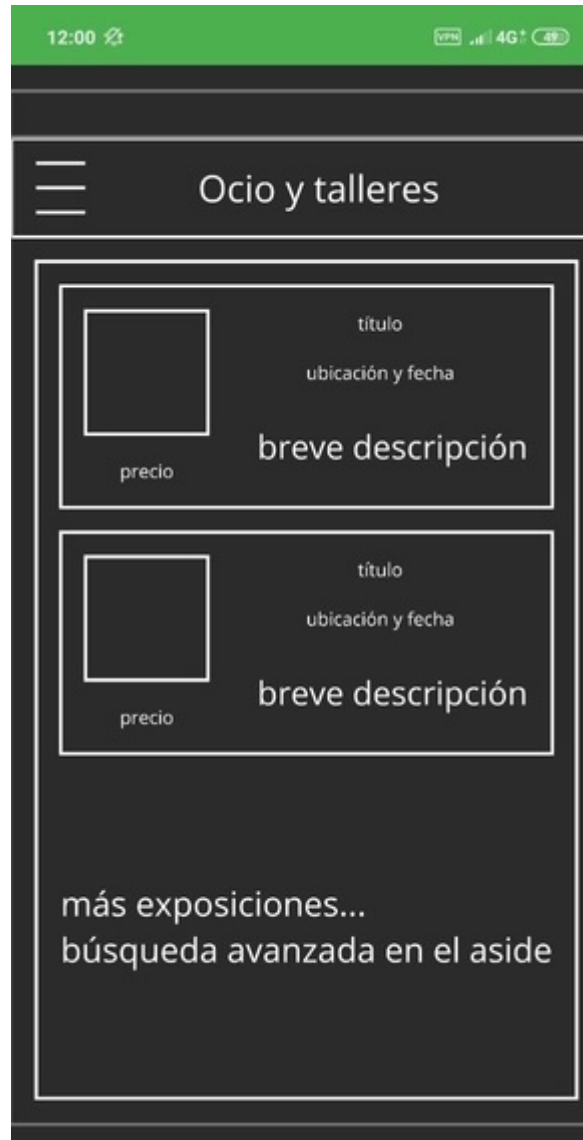 12:00 VPN 4G 49
Ocio y talleres
título
ubicación y fecha
breve descripción
precio
título
ubicación y fecha
breve descripción
precio
más exposiciones...
búsqueda avanzada en el aside